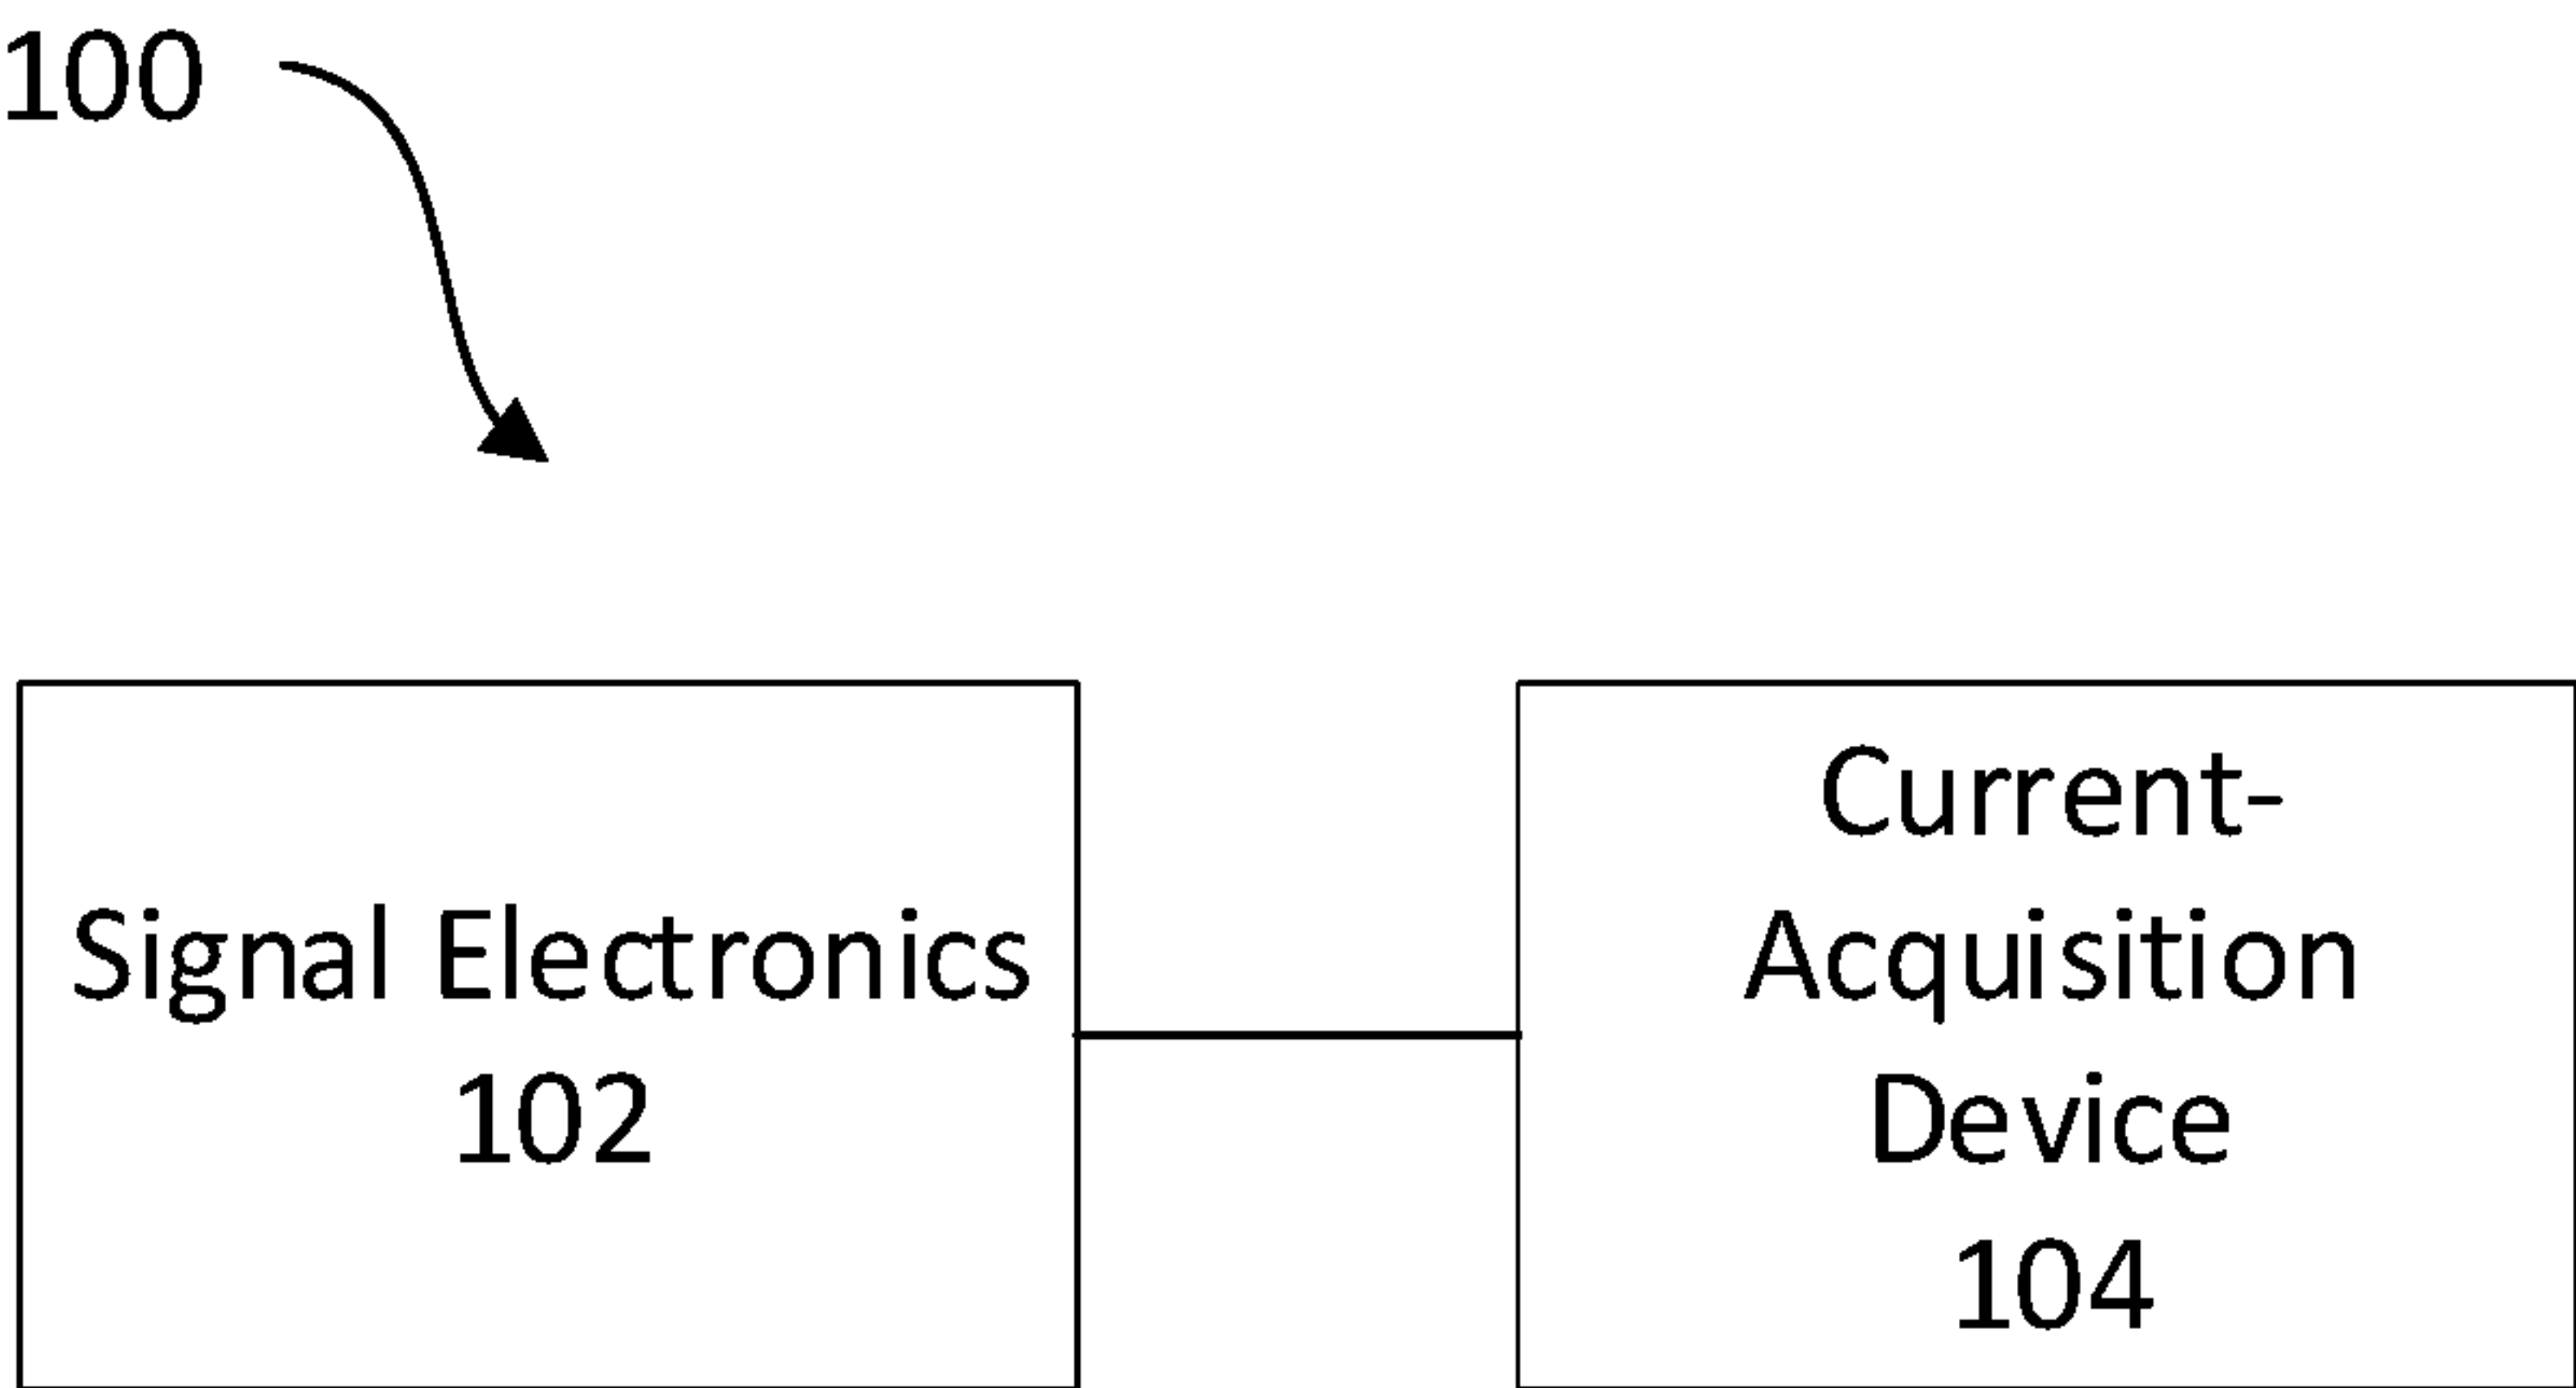 100
Signal Electronics
102
Current-
Acquisition
Device
104